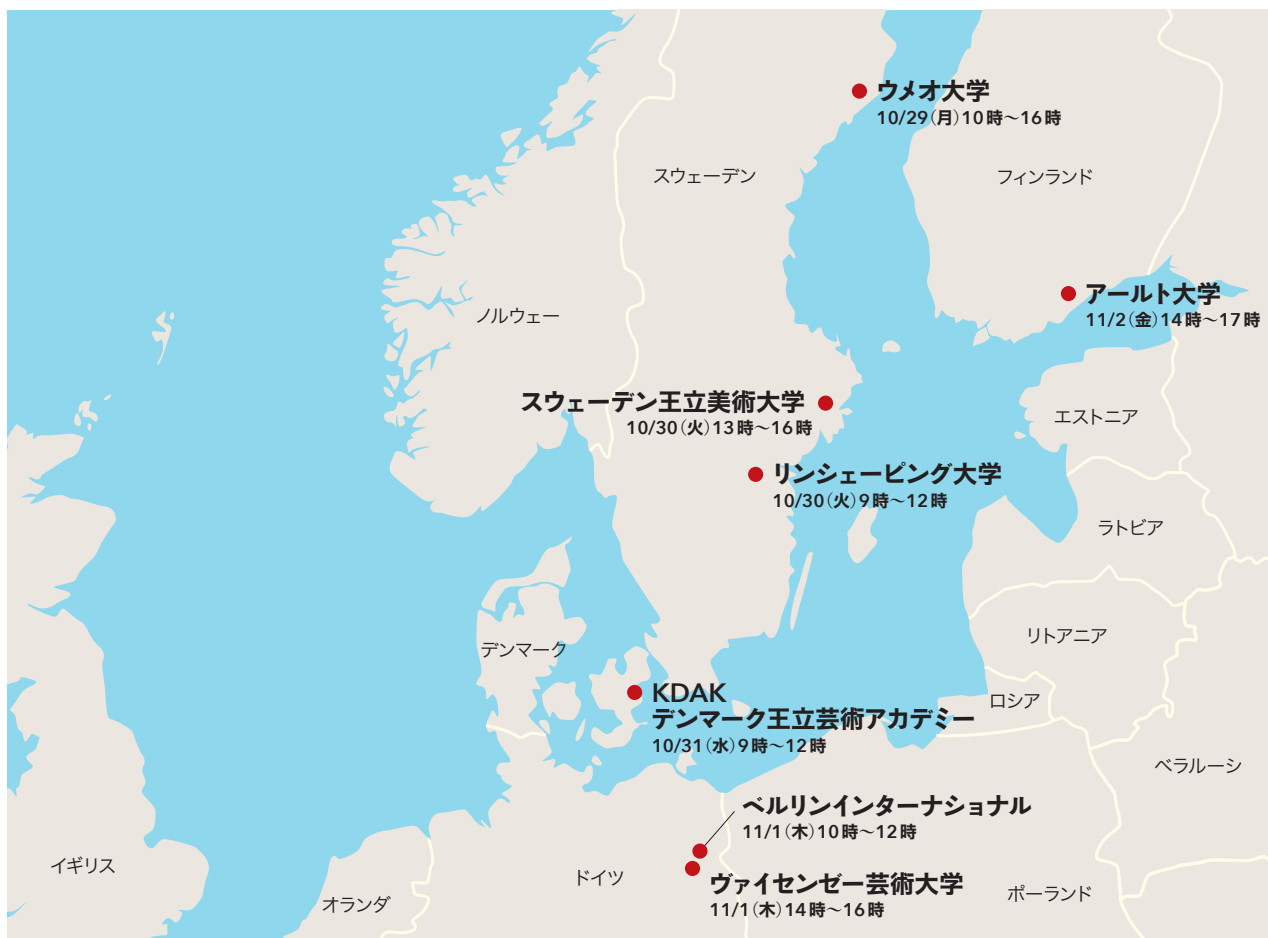 ウメオ大学
10/29（月）10時～16時
スウェーデン
フィンランド
アールト大学
11/2（金）14時～17時
ノルウェー
スウェーデン王立美術大学
10/30（火）13時～16時
エストニア
リンシェーピング大学
10/30（火）9時～12時
ラトビア
リトアニア
デンマーク
KDAK
デンマーク王立芸術アカデミー
10/31（水）9時～12時
ロシア
ベラルーシ
ベルリンインターナショナル
11/1（木）10時～12時
イギリス
オランダ
ドイツ
ヴァイセンゼー芸術大学
11/1（木）14時～16時
ポーランド